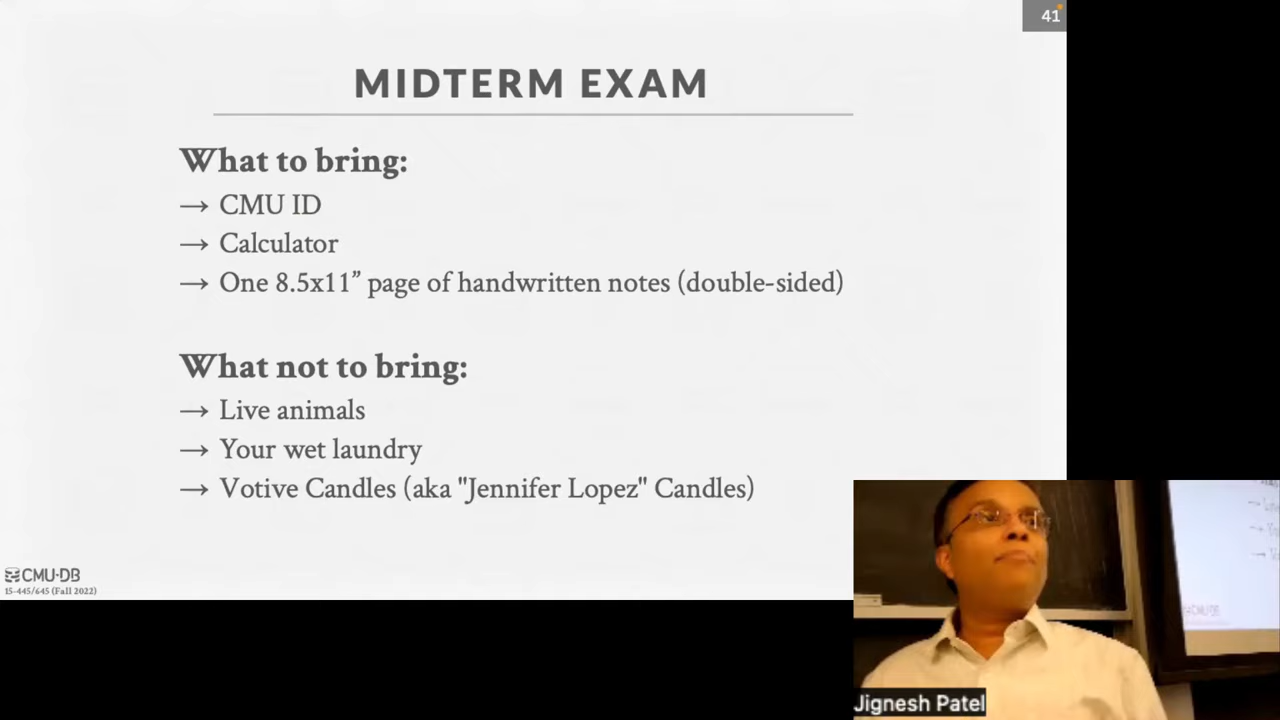 41
MIDTERM EXAM
What to bring:
→ CMU ID
→ Calculator
→ One 8.5x11” page of handwritten notes (double-sided)
What not to bring:
→ Live animals
→ Your wet laundry
→ Votive Candles (aka "Jennifer Lopez" Candles)
CMU·DB
15-445/645 (Fall 2022)
Jignesh Patel